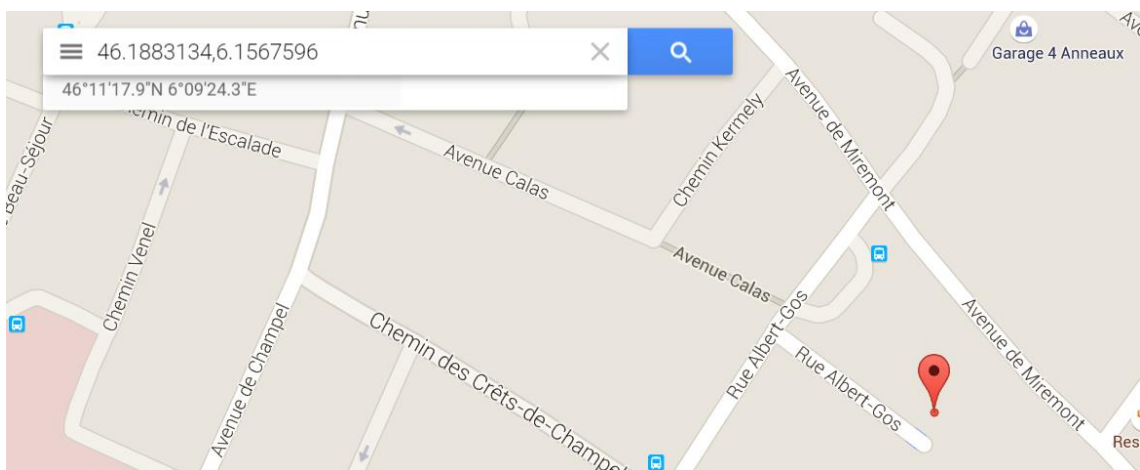 46.1883134,6.1567596
46°11'17.9"N 6°09'24.3"E
Garage 4 Anneaux
Chemin de l'Escalade
Beau-Séjour
Avenue Calas
Chemin Kermely
Avenue de Miremont
Chemin Venel
Avenue Calas
Avenue de Champel
Chemin des Crêts-de-Champel
Rue Albert-Gos
Rue Albert-Gos
Avenue de Miremont
Res